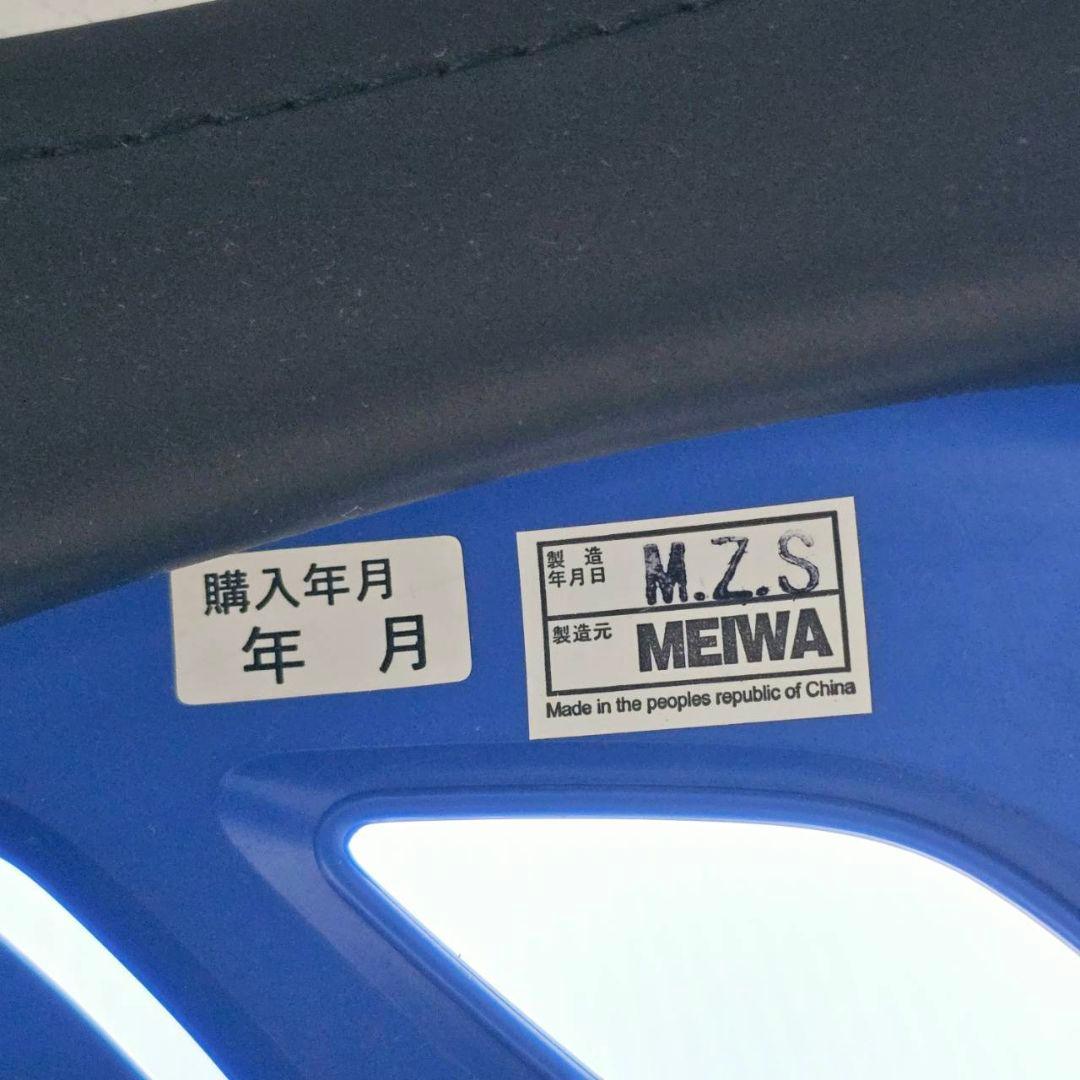 購入年月
年 月
製造
年月日 M.Z.S
製造元 MEIWA
Made in the peoples republic of China